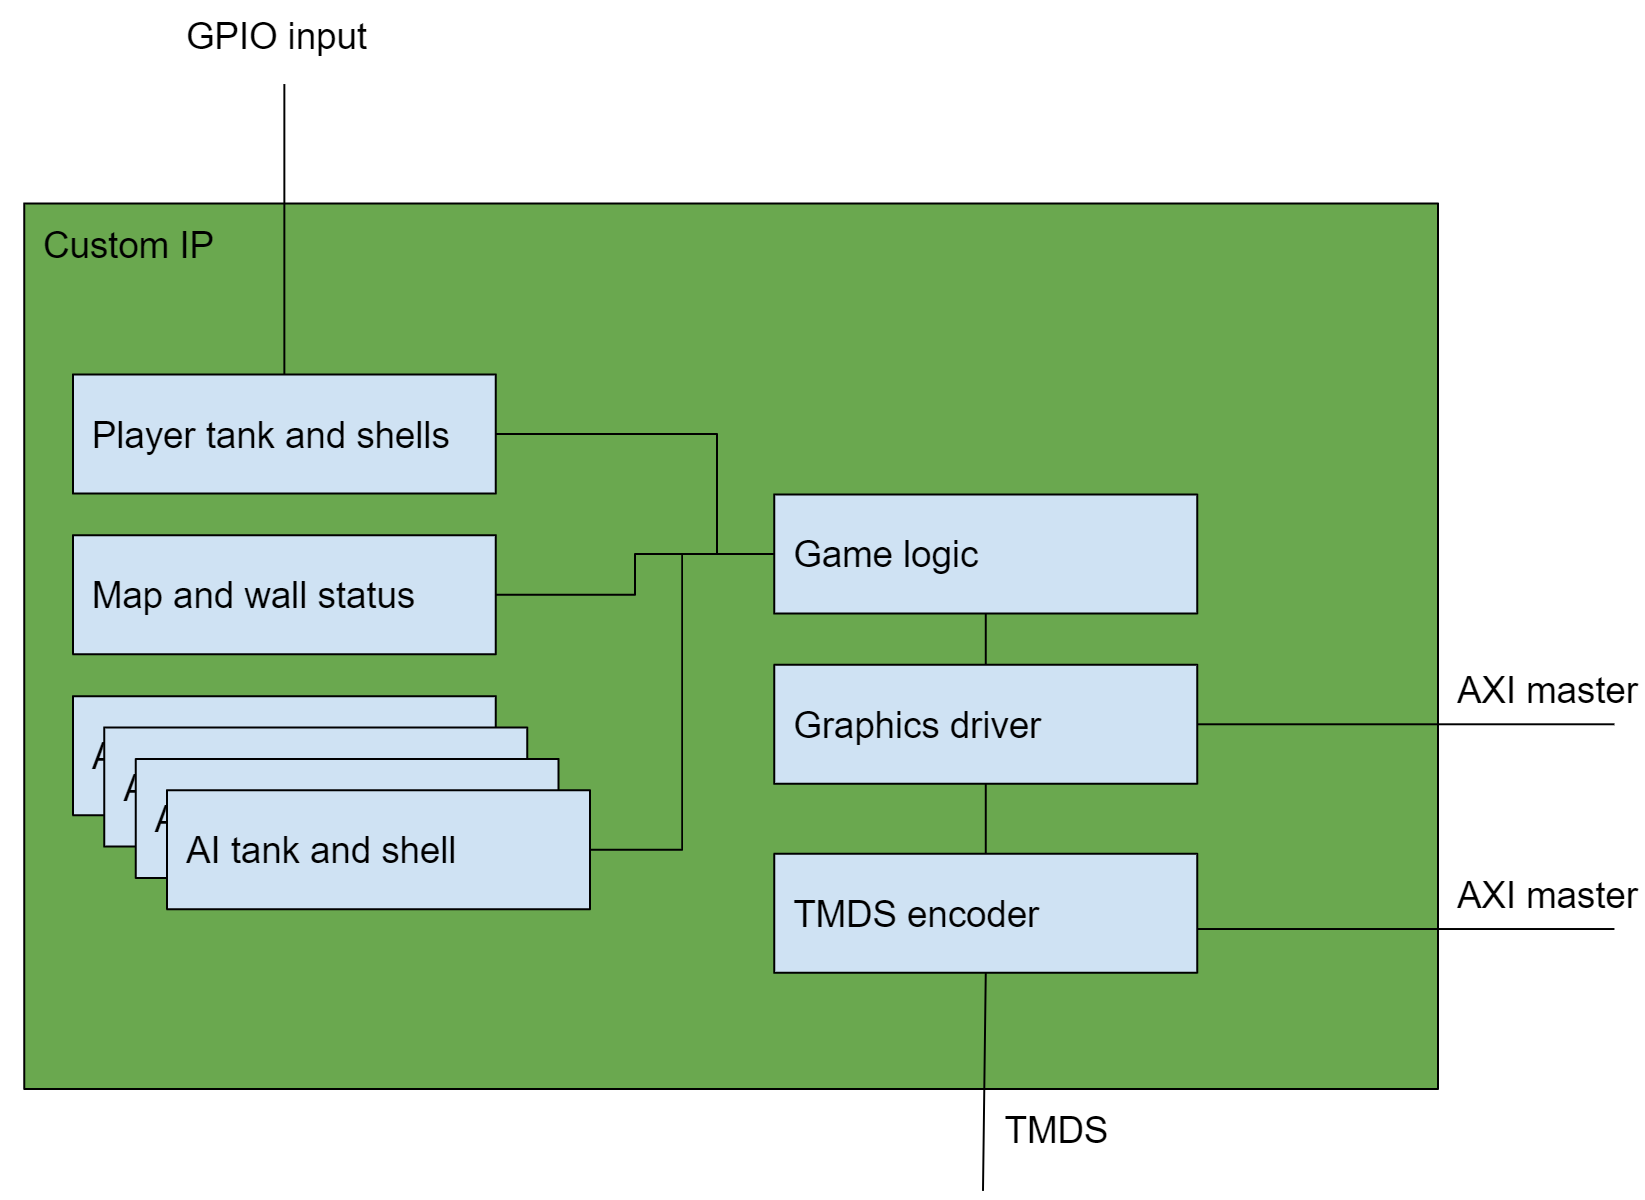 GPIO input
Custom IP
Player tank and shells
Game logic
Map and wall status
AXI master
Graphics driver
A
A
A
AI tank and shell
AXI master
TMDS encoder
TMDS